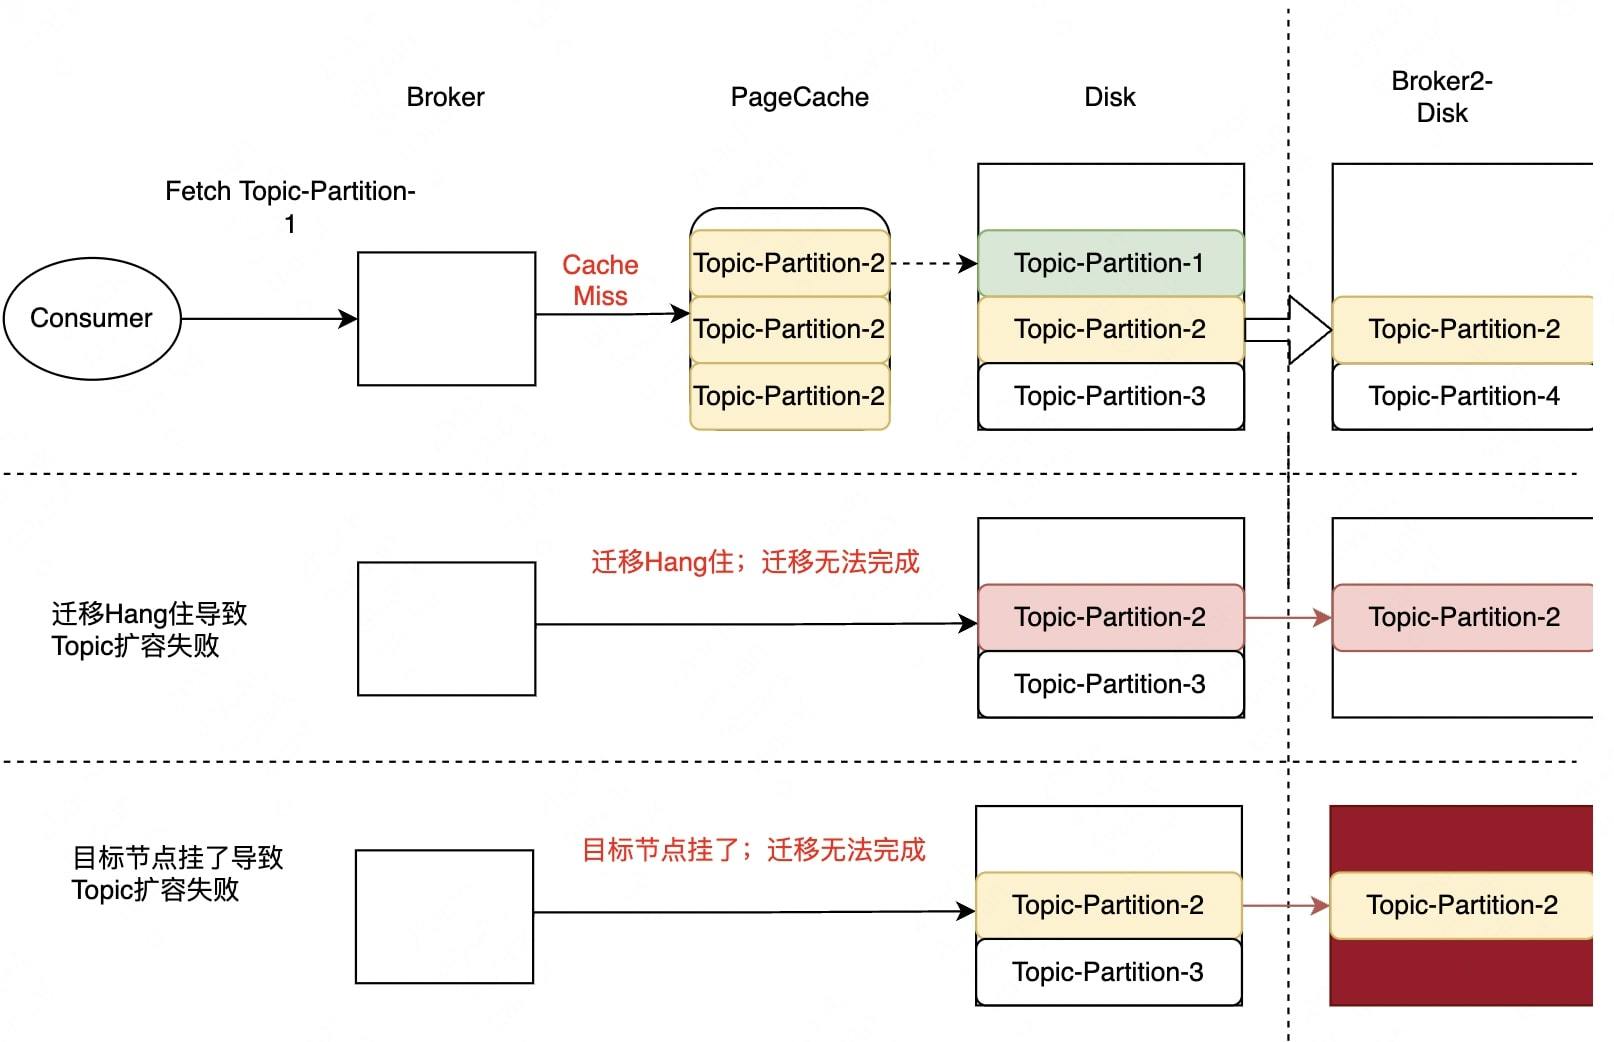 Broker
PageCache
Disk
Broker2-
Disk
Fetch Topic-Partition-
1
Consumer
Cache
Miss
Topic-Partition-2
Topic-Partition-2
Topic-Partition-2
Topic-Partition-1
Topic-Partition-2
Topic-Partition-3
Topic-Partition-2
Topic-Partition-4
迁移Hang住导致
Topic扩容失败
迁移Hang住；迁移无法完成
Topic-Partition-2
Topic-Partition-3
Topic-Partition-2
目标节点挂了导致
Topic扩容失败
目标节点挂了；迁移无法完成
Topic-Partition-2
Topic-Partition-3
Topic-Partition-2